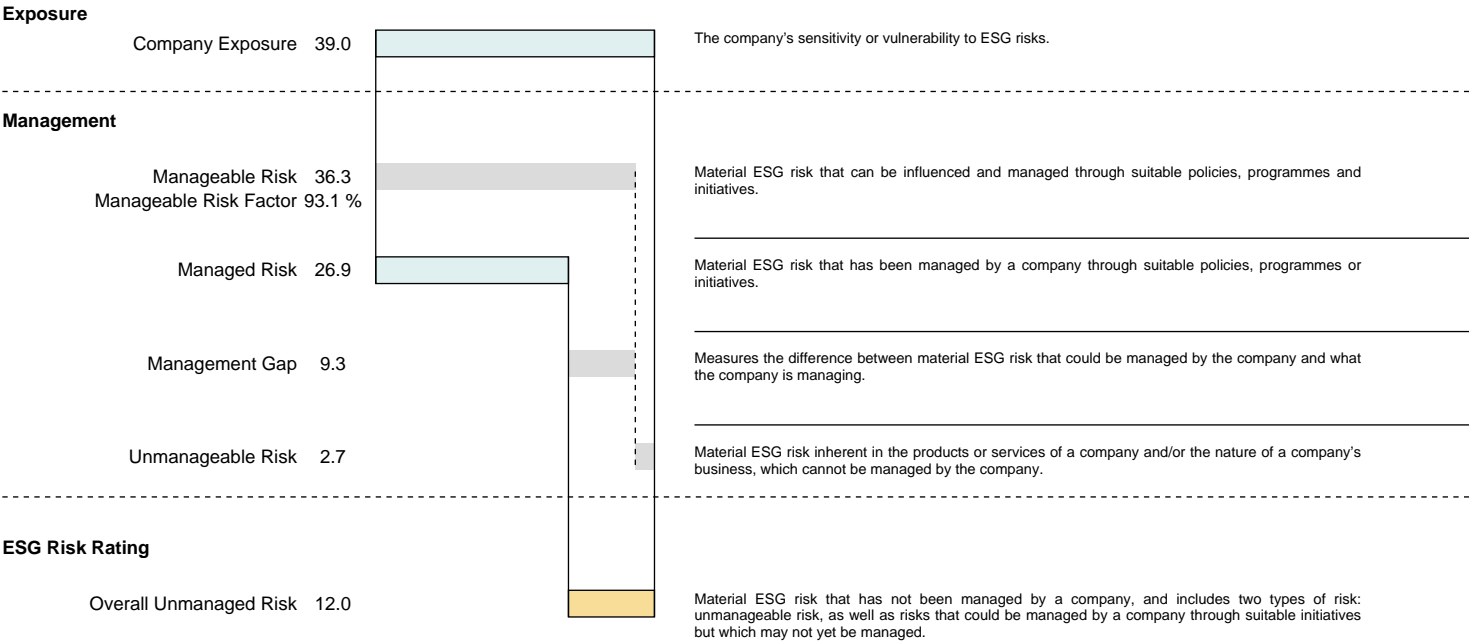 Exposure
Company Exposure 39.0
The company’s sensitivity or vulnerability to ESG risks.
Management
Manageable Risk 36.3
Manageable Risk Factor 93.1 %
Material ESG risk that can be influenced and managed through suitable policies, programmes and
initiatives.
Managed Risk 26.9
Material ESG risk that has been managed by a company through suitable policies, programmes or
initiatives.
Management Gap 9.3
Measures the difference between material ESG risk that could be managed by the company and what
the company is managing.
Unmanageable Risk 2.7
Material ESG risk inherent in the products or services of a company and/or the nature of a company’s
business, which cannot be managed by the company.
ESG Risk Rating
Overall Unmanaged Risk 12.0
Material ESG risk that has not been managed by a company, and includes two types of risk:
unmanageable risk, as well as risks that could be managed by a company through suitable initiatives
but which may not yet be managed.